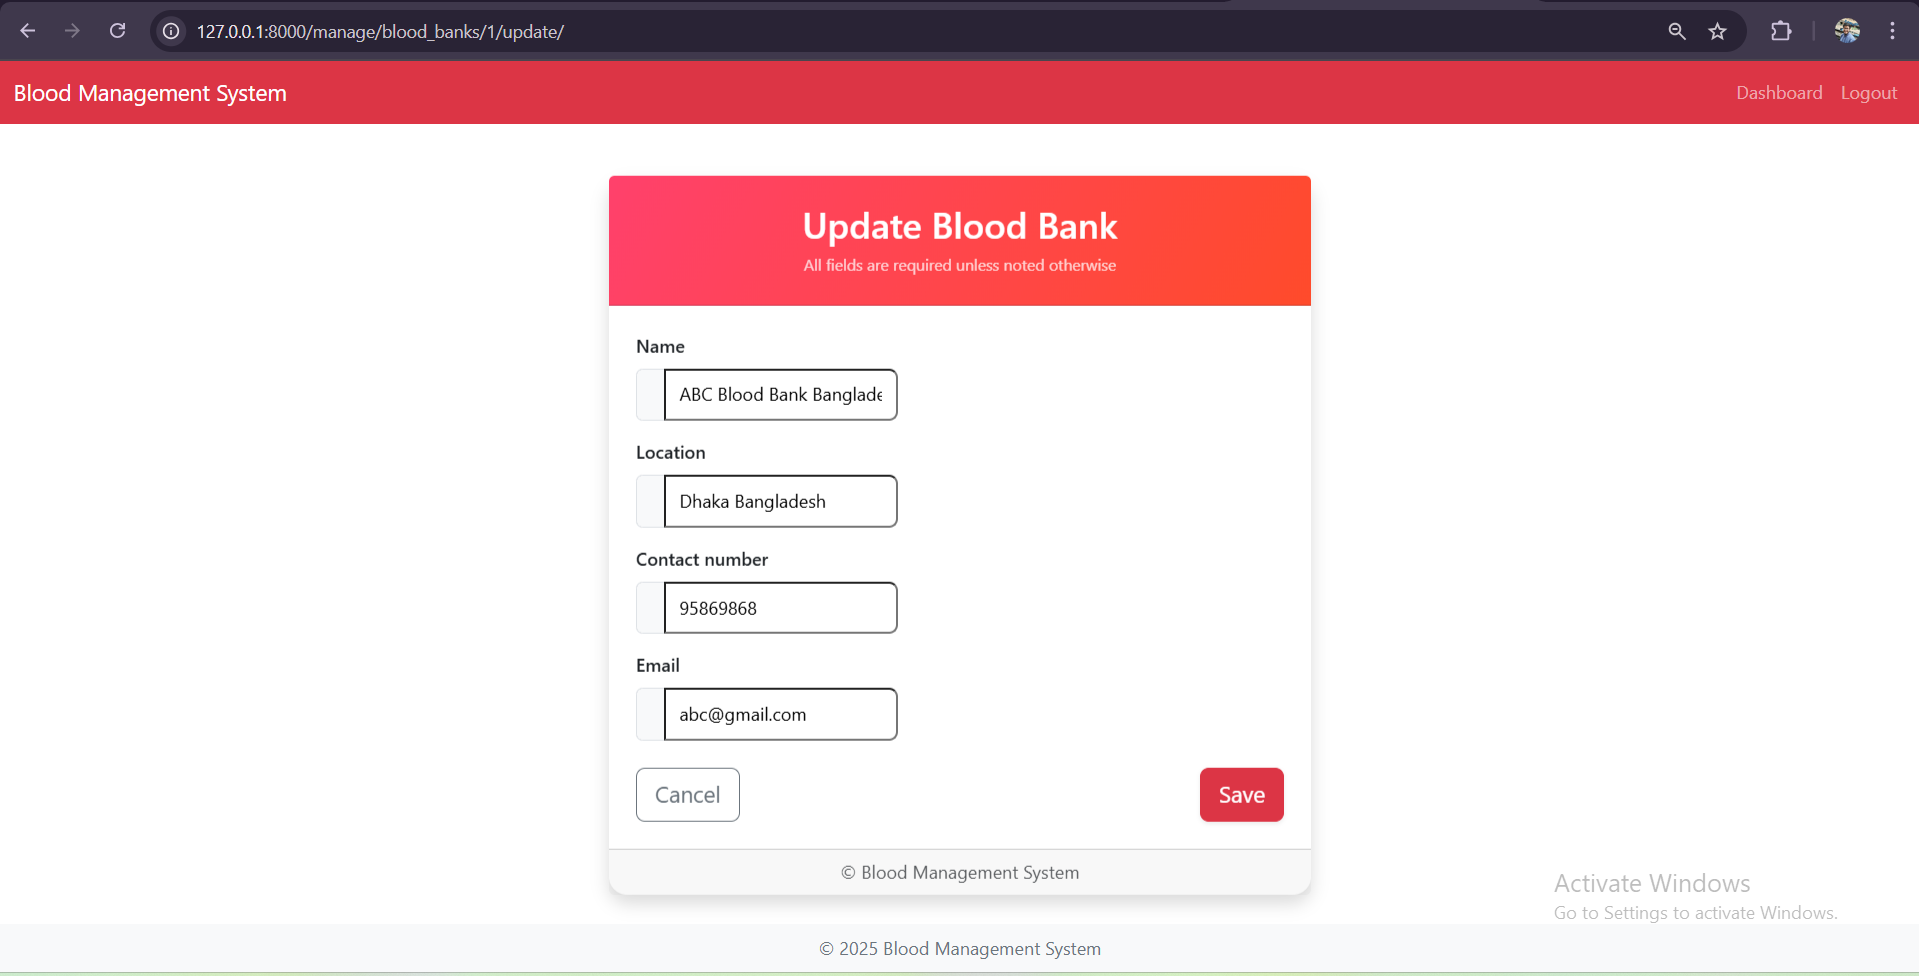 127.0.0.1:8000/manage/blood_banks/1/update/
Blood Management System
Dashboard Logout
Update Blood Bank
All fields are required unless noted otherwise
Name
ABC Blood Bank Banglade
Location
Dhaka Bangladesh
Contact number
95869868
Email
abc@gmail.com
Cancel Save
© Blood Management System
Activate Windows
Go to Settings to activate Windows.
© 2025 Blood Management System